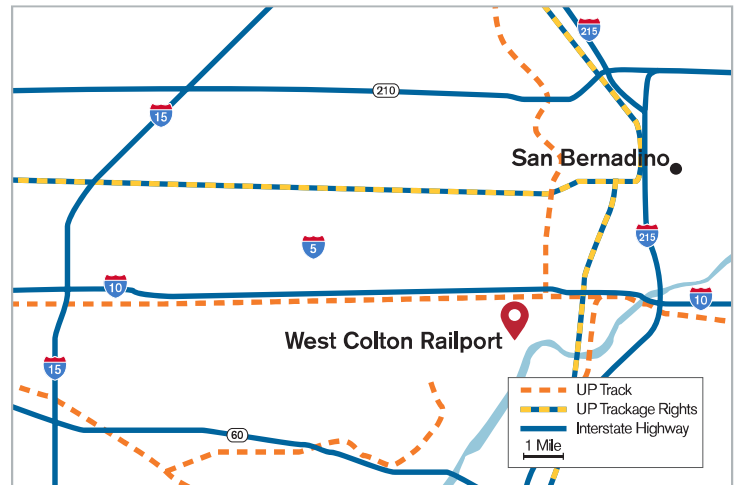 215
210
15
San Bernadino
215
5
10
10
West Colton Railport
15
UP Track
UP Trackage Rights
Interstate Highway
1 Mile
60